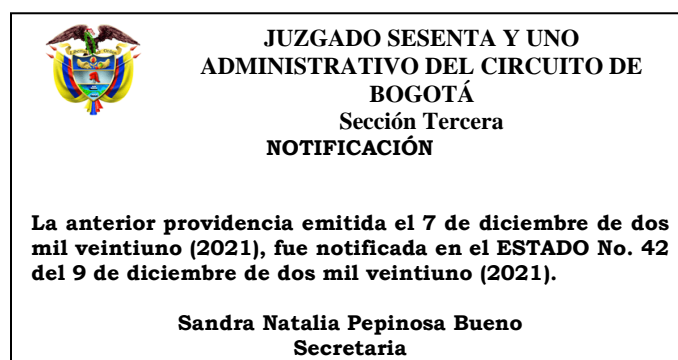 JUZGADO SESENTA Y UNO
ADMINISTRATIVO DEL CIRCUITO DE
BOGOTÁ
Sección Tercera
NOTIFICACIÓN
La anterior providencia emitida el 7 de diciembre de dos
mil veintiuno (2021), fue notificada en el ESTADO No. 42
del 9 de diciembre de dos mil veintiuno (2021).
Sandra Natalia Pepinosa Bueno
Secretaria